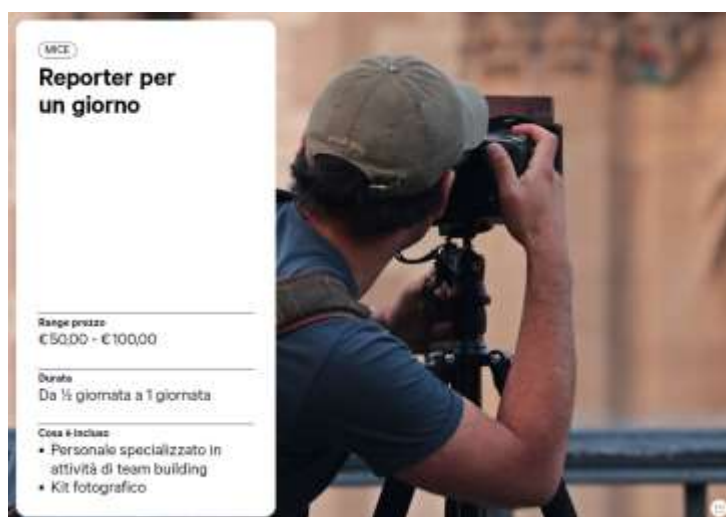 MICE
Reporter per
un giorno
Range prezzo
€50,00 - €100,00
Durata
Da ½ giornata a 1 giornata
Cosa è incluso
• Personale specializzato in
attività di team building
• Kit fotografico